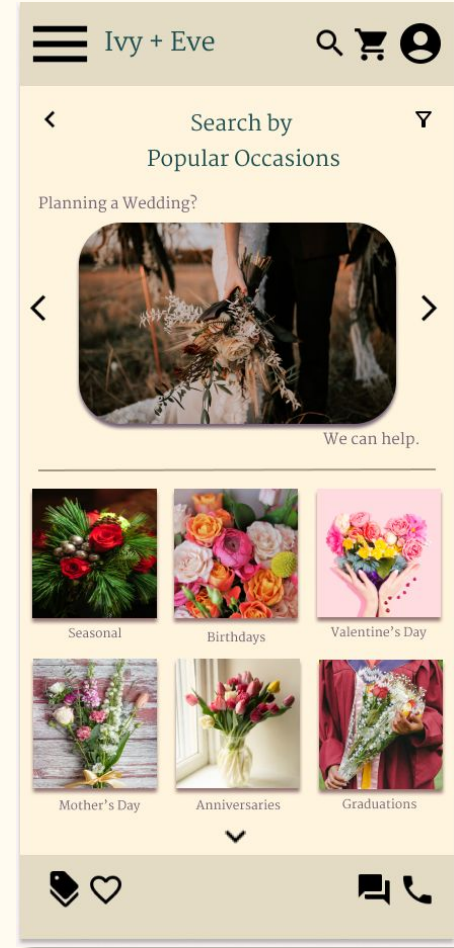 Ivy + Eve
Search by
Popular Occasions
Planning a Wedding?
We can help.
Seasonal
Birthdays
Valentine's Day
Mother's Day
Anniversaries
Graduations